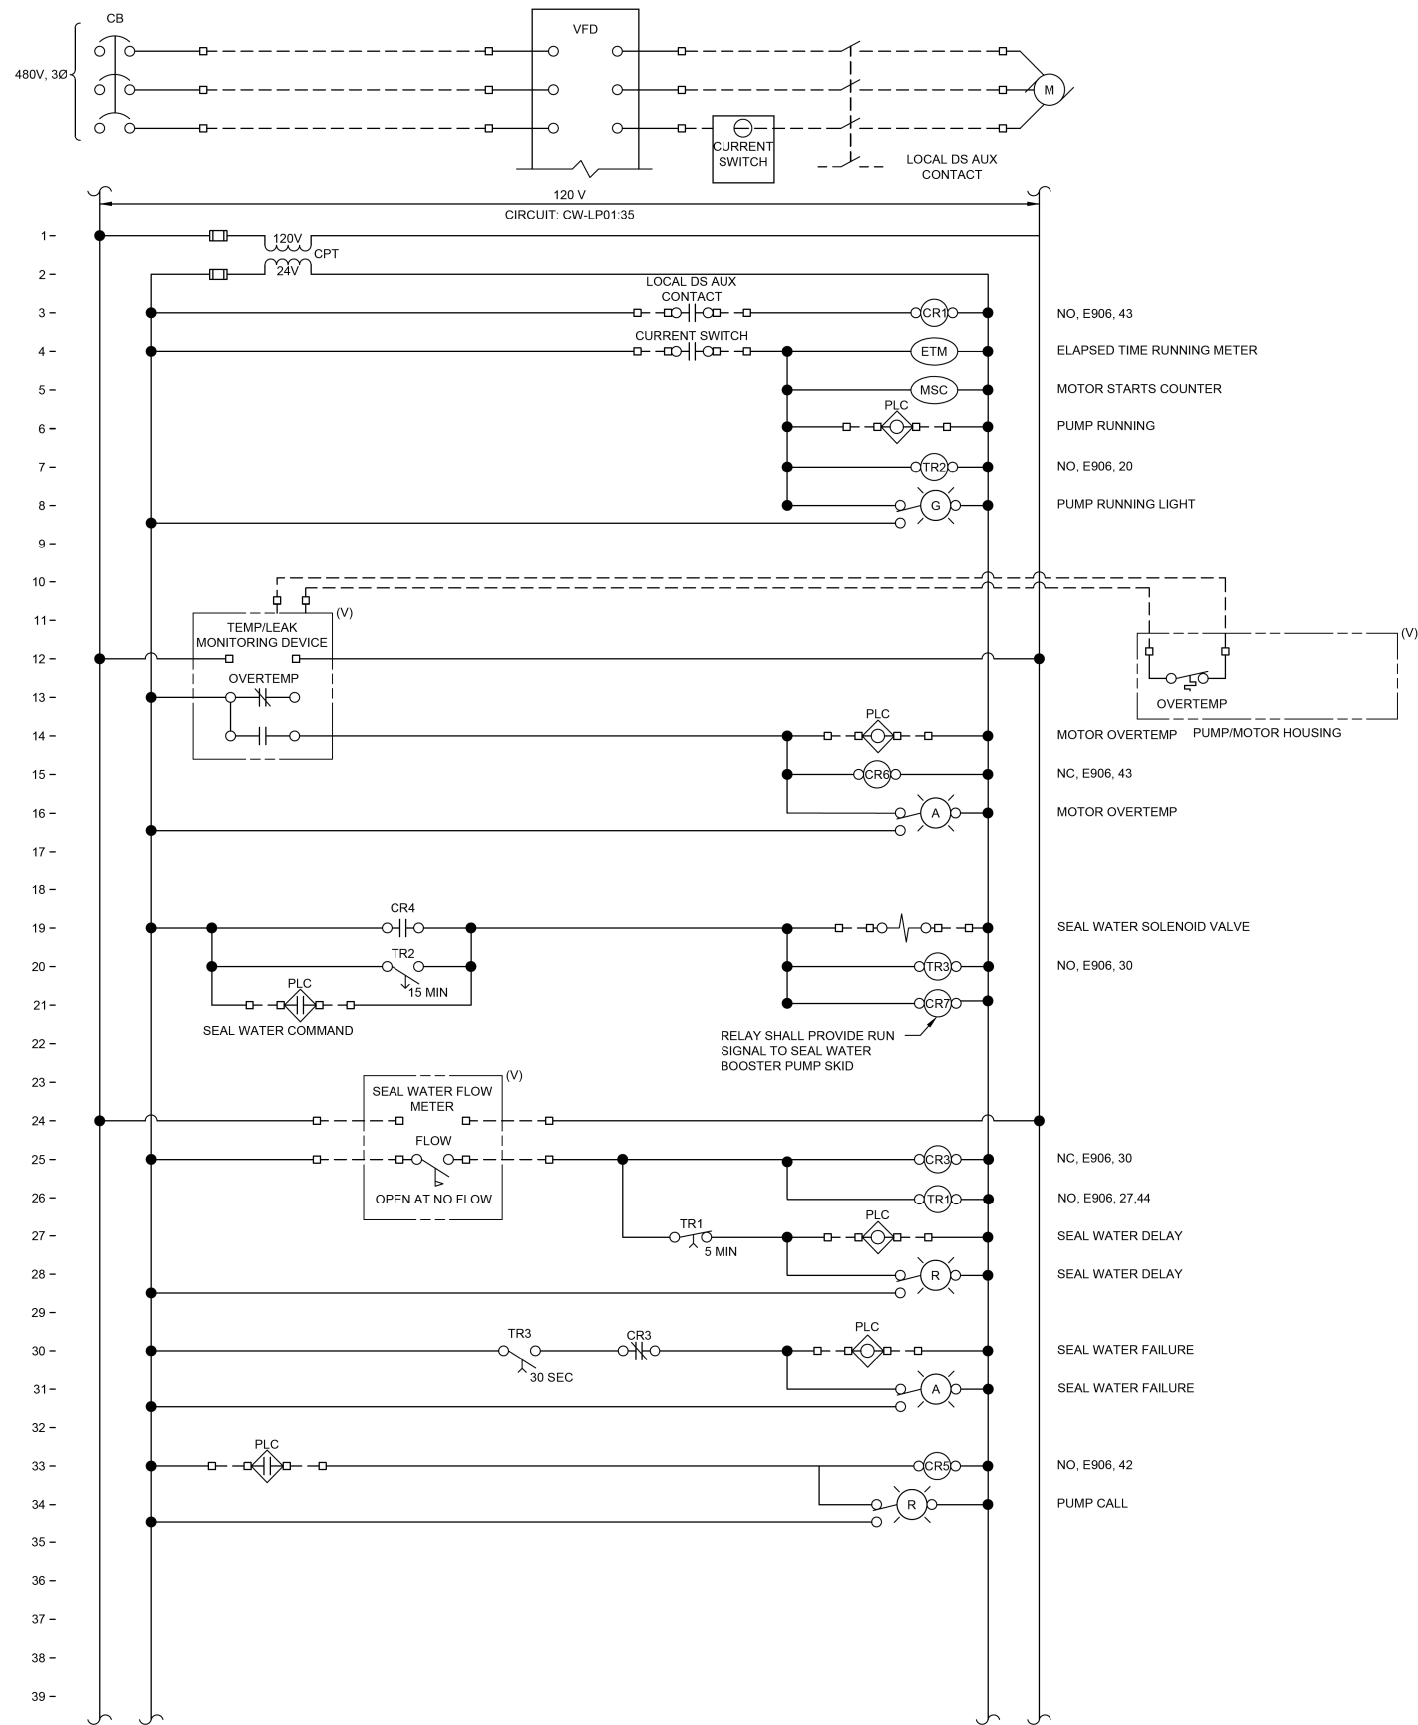 CB
VFD
480V, 3Ø
M
CURRENT
SWITCH
LOCAL DS AUX
CONTACT
120 V
CIRCUIT: CW-LP01:35
1
120V
CPT
2
24V
LOCAL DS AUX
CONTACT
3
CR1
NO, E906, 43
CURRENT SWITCH
4
ETM
ELAPSED TIME RUNNING METER
5
MSC
MOTOR STARTS COUNTER
PLC
6
PUMP RUNNING
7
TR2
NO, E906, 20
8
G
PUMP RUNNING LIGHT
9
10
11
(V)
TEMP/LEAK
MONITORING DEVICE
(V)
12
OVERTEMP
13
OVERTEMP
PLC
14
MOTOR OVERTEMP
PUMP/MOTOR HOUSING
15
CR6
NC, E906, 43
16
A
MOTOR OVERTEMP
17
18
CR4
19
SEAL WATER SOLENOID VALVE
TR2
20
TR3
NO, E906, 30
PLC
15 MIN
21
CR7
SEAL WATER COMMAND
RELAY SHALL PROVIDE RUN
SIGNAL TO SEAL WATER
BOOSTER PUMP SKID
22
23
(V)
SEAL WATER FLOW
METER
24
FLOW
25
CR3
NC, E906, 30
26
OPEN AT NO FLOW
TR1
NO, E906, 27,44
PLC
TR1
27
SEAL WATER DELAY
5 MIN
28
R
SEAL WATER DELAY
29
TR3
CR3
PLC
30
SEAL WATER FAILURE
30 SEC
31
A
SEAL WATER FAILURE
32
PLC
33
CR5
NO, E906, 42
34
R
PUMP CALL
35
36
37
38
39